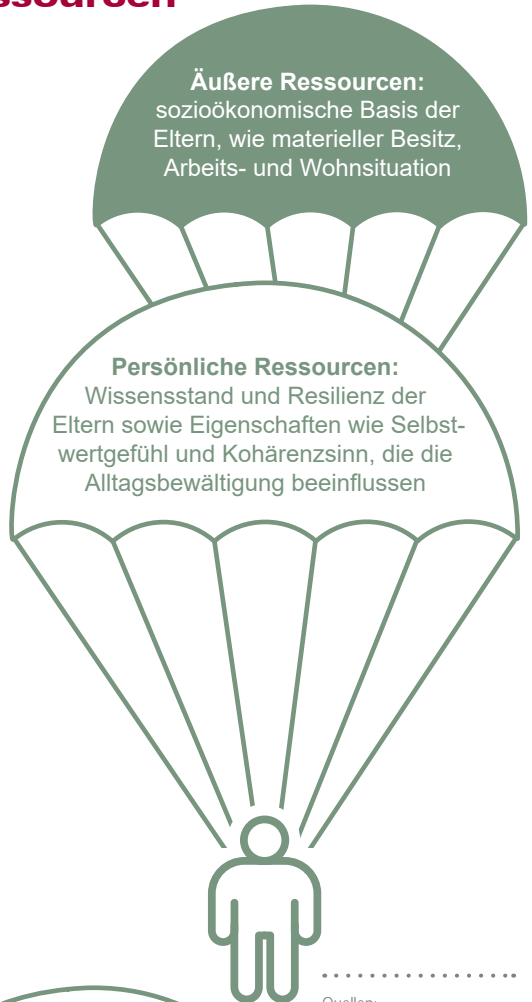 ssourcen
Äußere Ressourcen:
sozioökonomische Basis der
Eltern, wie materieller Besitz,
Arbeits- und Wohnsituation
Persönliche Ressourcen:
Wissensstand und Resilienz der
Eltern sowie Eigenschaften wie Selbst-
wertgefühl und Kohärenzsinn, die die
Alltagsbewältigung beeinflussen
Quellen: